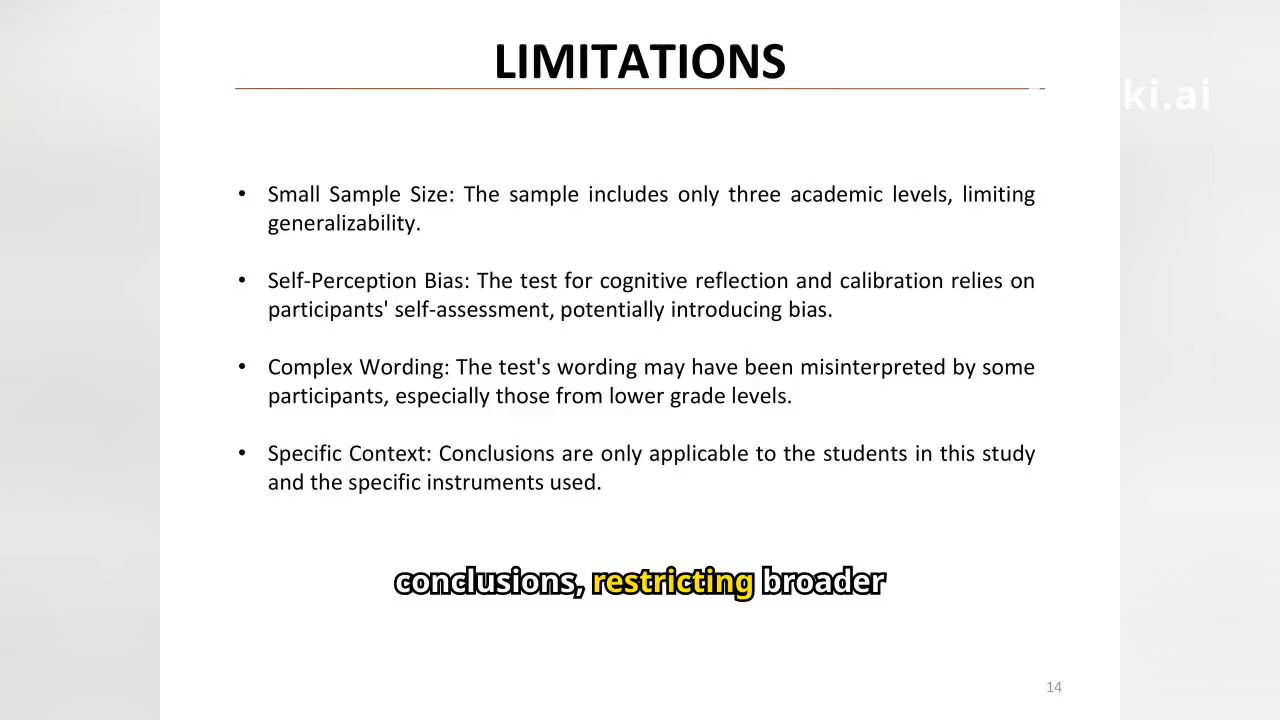 LIMITATIONS
ki.ai
• Small Sample Size: The sample includes only three academic levels, limiting
generalizability.
• Self-Perception Bias: The test for cognitive reflection and calibration relies on
participants' self-assessment, potentially introducing bias.
• Complex Wording: The test's wording may have been misinterpreted by some
participants, especially those from lower grade levels.
• Specific Context: Conclusions are only applicable to the students in this study
and the specific instruments used.
conclusions, restricting broader
14